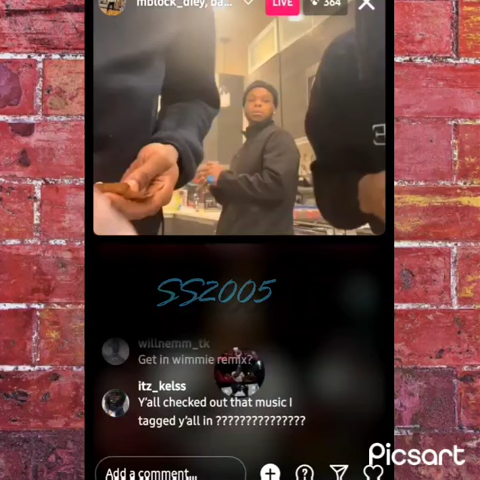 mblock_diey, ba...
LIVE
364
SS2005
willnemm_tk
Get in wimmie remix?
itz_kelss
Y'all checked out that music I
tagged y'all in ???????????????
Add a comment...
Picsart